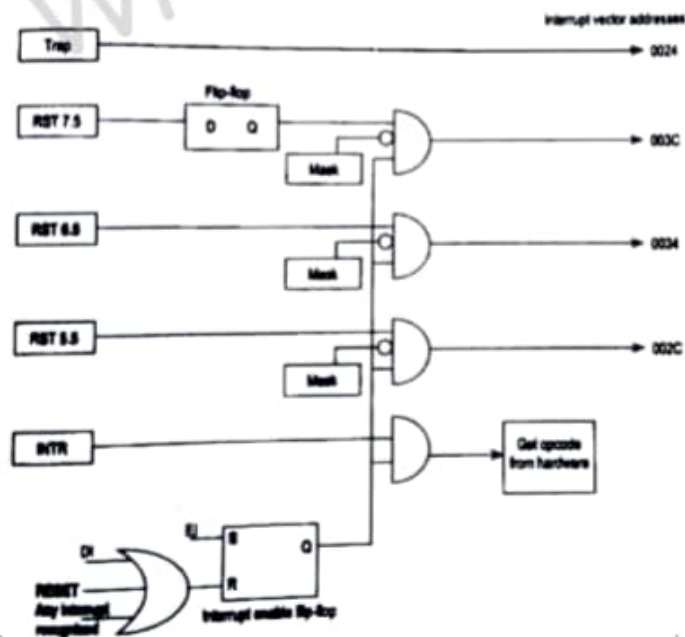 Interrupt vector addresses
Trap
0024
Flip-flop
RST 7.5
D Q
003C
Mask
RST 6.5
0034
Mask
RST 5.5
002C
Mask
INTR
Get opcode
from hardware
EI
S
Q
DI
R
RESET
Any interrupt
recognized
Interrupt enable flip-flop